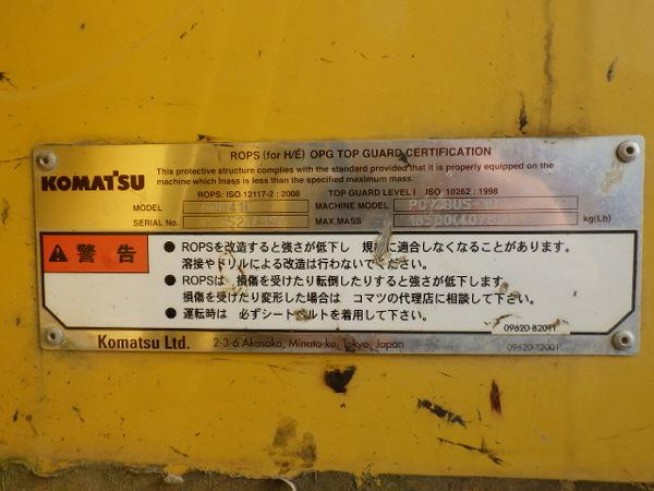 ROPS (for H/E) OPG TOP GUARD CERTIFICATION
KOMATSU
This protective structure complies with the standard provided that it is properly equipped on the
machine which mass is less than the specified maximum mass.
ROPS: ISO 12117-2 : 2008 TOP GUARD LEVEL I ISO 10262 : 1998
MODEL MACHINE MODEL
SERIAL No. MAX.MASS kg(Lb)
警告
● ROPSを改造すると強さが低下し 規格に適合しなくなることがあります。
溶接やドリルによる改造は行わないでください。
● ROPSは 損傷を受けたり転倒したりすると強さが低下します
損傷を受けたり変形した場合は コマツの代理店に相談して下さい。
● 運転時は 必ずシートベルトを着用して下さい。
09620-B2011
Komatsu Ltd. 2-3-6 Akasaka, Minato-ku, Tokyo, Japan
09620-T2001